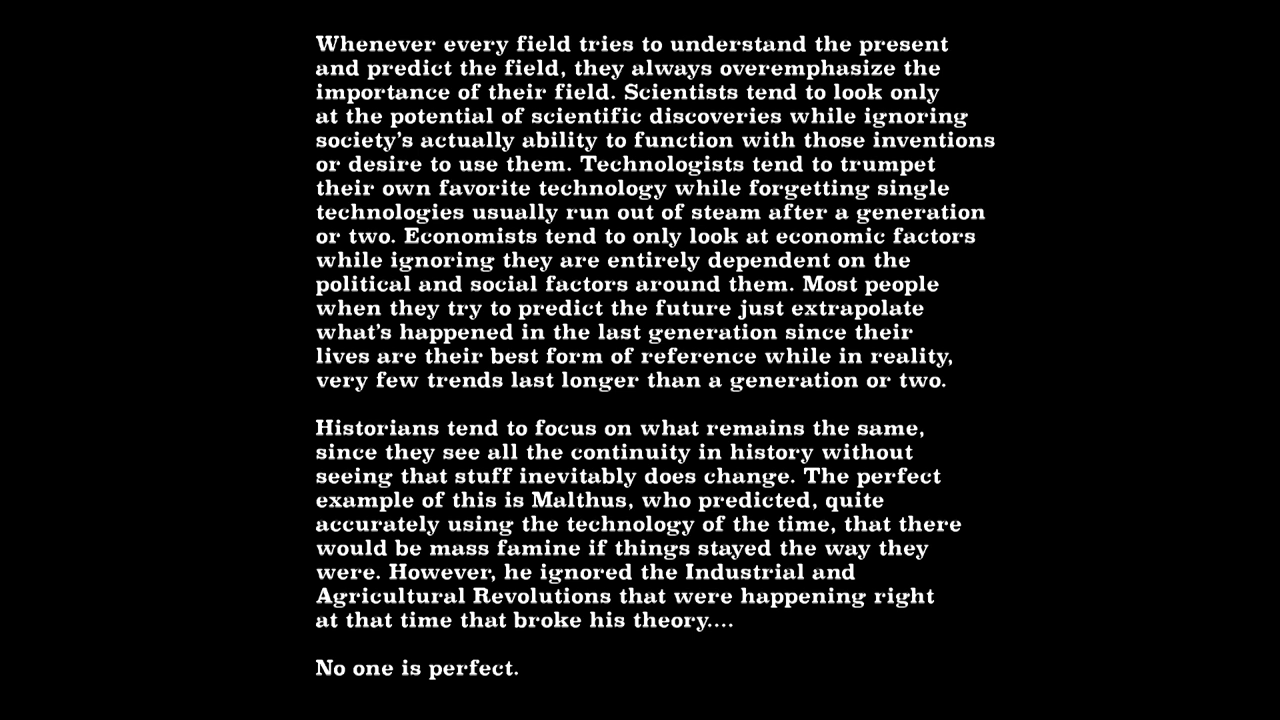 Whenever every field tries to understand the present
and predict the field, they always overemphasize the
importance of their field. Scientists tend to look only
at the potential of scientific discoveries while ignoring
society's actually ability to function with those inventions
or desire to use them. Technologists tend to trumpet
their own favorite technology while forgetting single
technologies usually run out of steam after a generation
or two. Economists tend to only look at economic factors
while ignoring they are entirely dependent on the
political and social factors around them. Most people
when they try to predict the future just extrapolate
what's happened in the last generation since their
lives are their best form of reference while in reality,
very few trends last longer than a generation or two.

Historians tend to focus on what remains the same,
since they see all the continuity in history without
seeing that stuff inevitably does change. The perfect
example of this is Malthus, who predicted, quite
accurately using the technology of the time, that there
would be mass famine if things stayed the way they
were. However, he ignored the Industrial and
Agricultural Revolutions that were happening right
at that time that broke his theory....

No one is perfect.